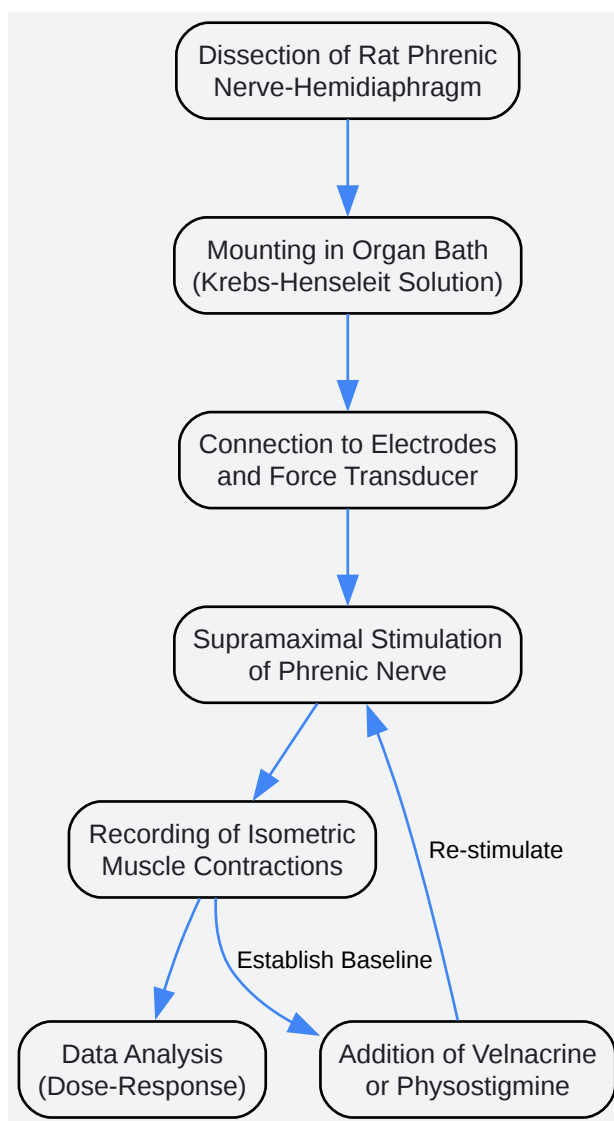 Dissection of Rat Phrenic
Nerve-Hemidiaphragm
Mounting in Organ Bath
(Krebs-Henseleit Solution)
Connection to Electrodes
and Force Transducer
Supramaximal Stimulation
of Phrenic Nerve
Recording of Isometric
Muscle Contractions
Re-stimulate
Establish Baseline
Data Analysis
(Dose-Response)
Addition of Velnacrine
or Physostigmine